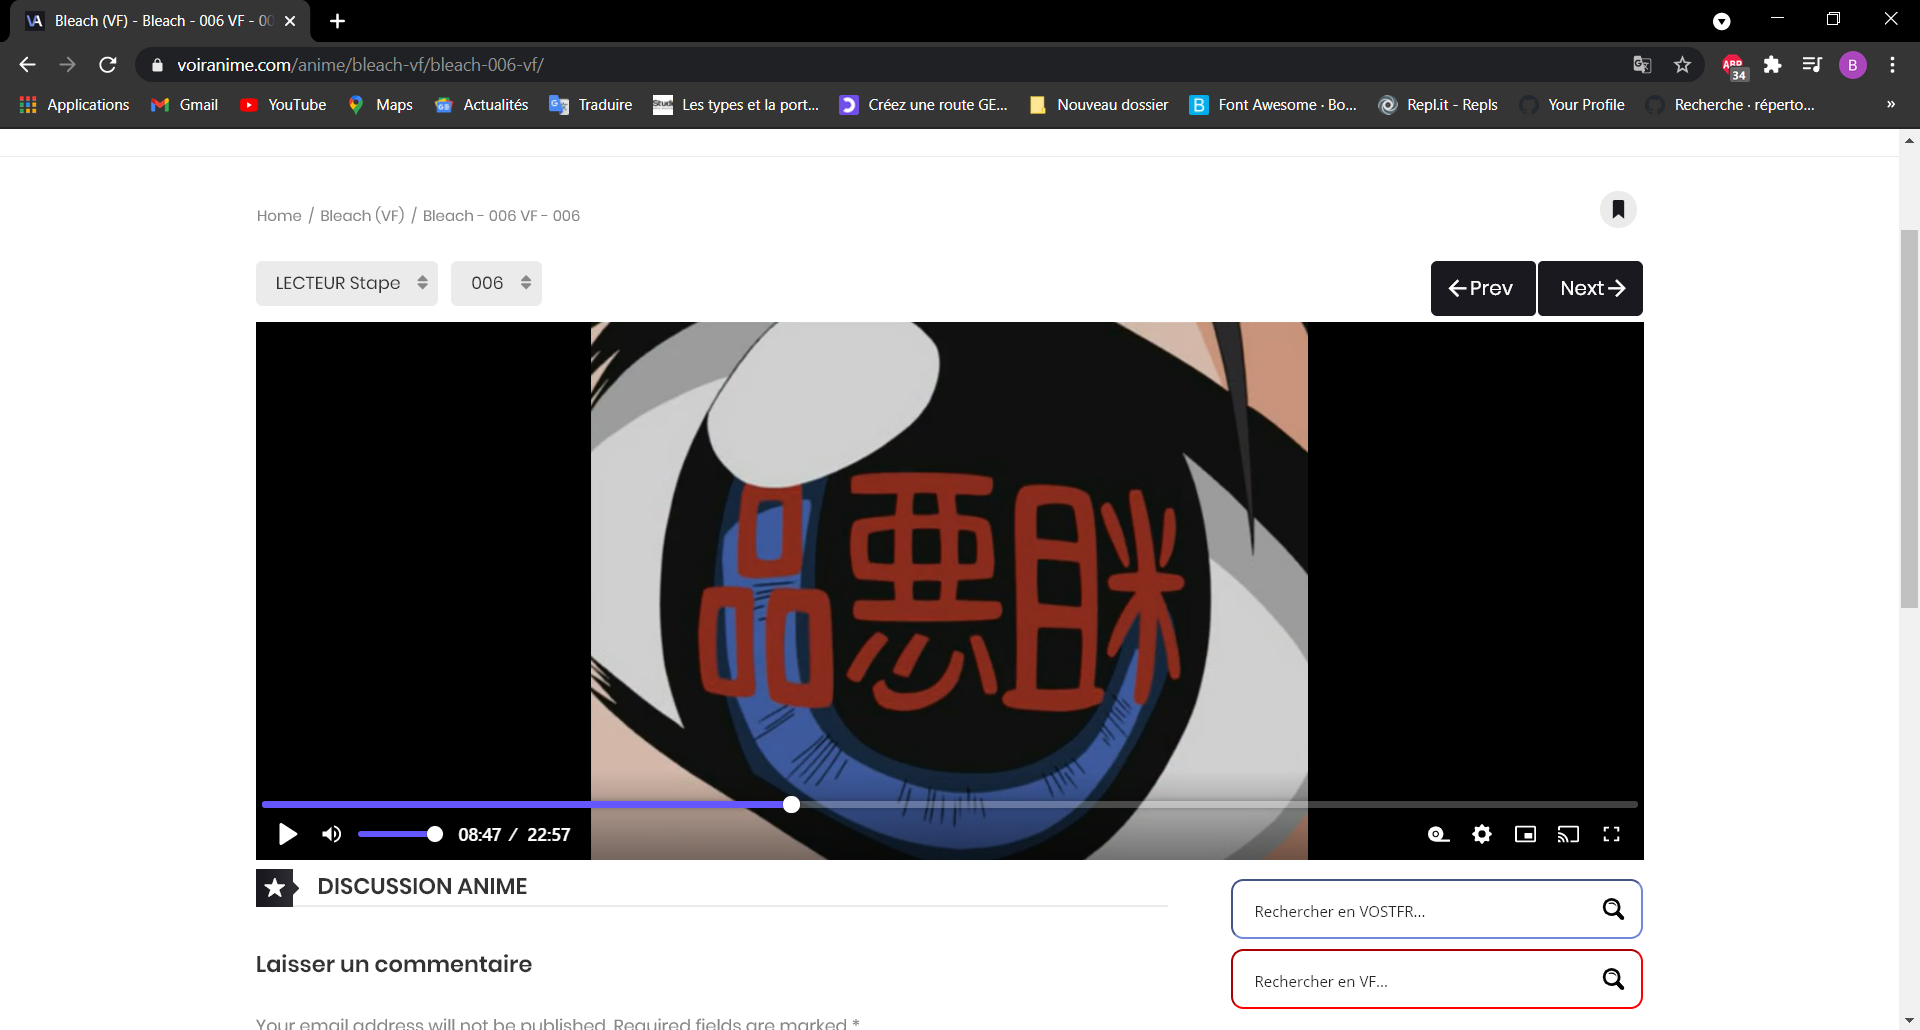 Bleach (VF) - Bleach - 006 VF - 00
voiranime.com/anime/bleach-vf/bleach-006-vf/
ABP
34
B
Applications
Gmail
YouTube
Maps
Actualités
Traduire
Les types et la port...
Créez une route GE...
Nouveau dossier
Font Awesome · Bo...
Repl.it - Repls
Your Profile
Recherche · réperto...
»
Home / Bleach (VF) / Bleach - 006 VF - 006
LECTEUR Stape
006
←Prev
Next→
品悪眯
08:47 / 22:57
DISCUSSION ANIME
Rechercher en VOSTFR...
Laisser un commentaire
Rechercher en VF...
Your email address will not be published. Required fields are marked *